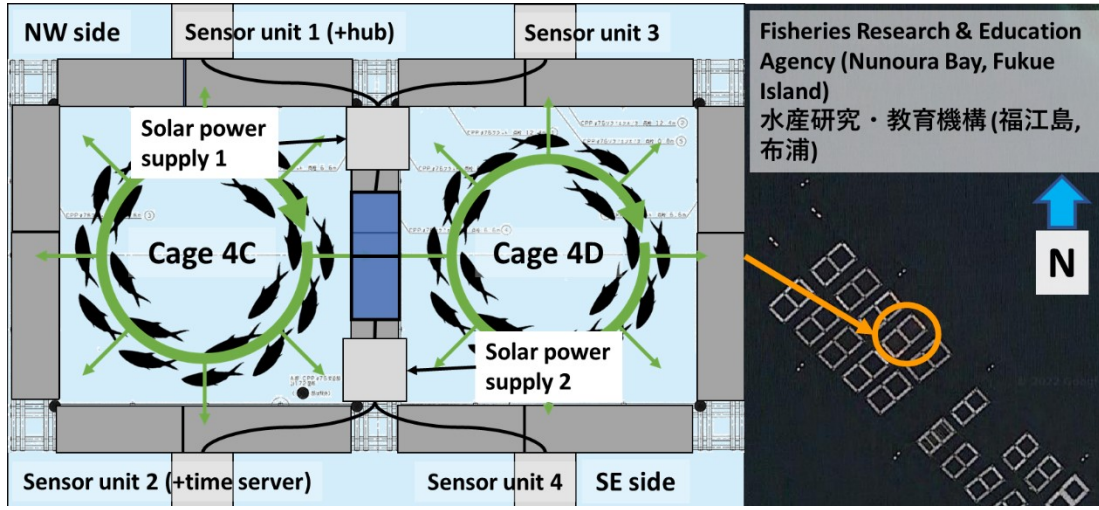 NW side
Sensor unit 1 (+hub)
Sensor unit 3
Solar power
supply 1
Cage 4C
Cage 4D
Solar power
supply 2
Sensor unit 2 (+time server)
Sensor unit 4
SE side
Fisheries Research & Education
Agency (Nunoura Bay, Fukue
Island)
水産研究・教育機構 (福江島,
布浦)
N